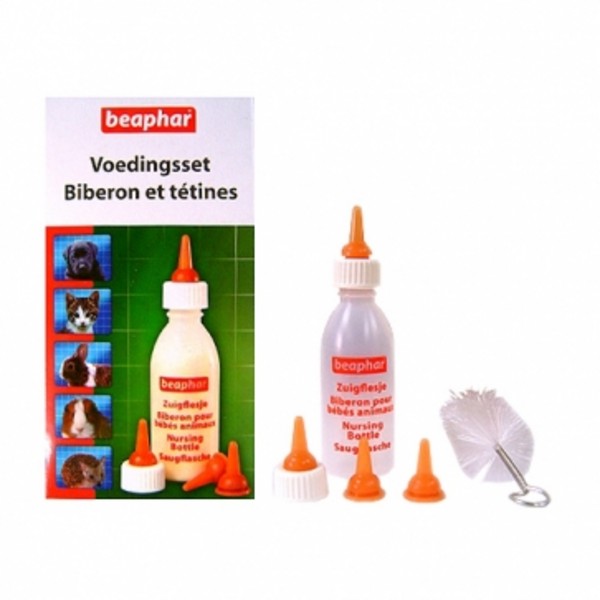 beaphar
Voedingsset
Biberon et tétines
beaphar
Zuigflesje
Biberon pour
bébés animaux
Nursing
Bottle
Saugflasche
beaphar
Zuigflesje
Biberon pour
bébés animaux
Nursing
Bottle
Saugflasche